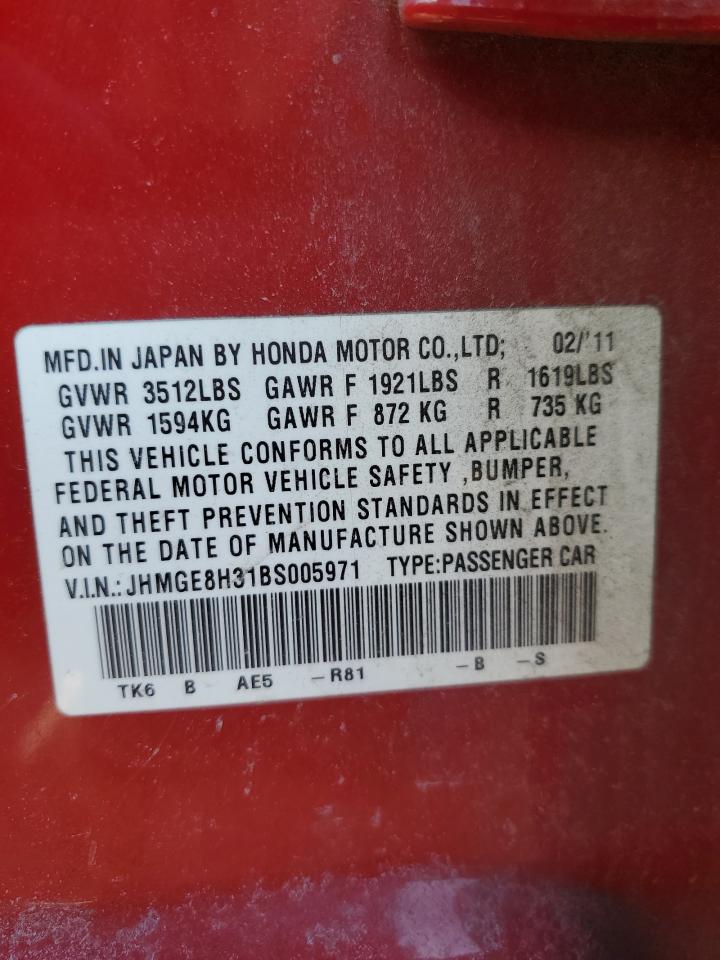 MFD.IN JAPAN BY HONDA MOTOR CO.,LTD; 02/'11
GVWR 3512LBS GAWR F 1921LBS R 1619LBS
GVWR 1594KG GAWR F 872 KG R 735 KG
THIS VEHICLE CONFORMS TO ALL APPLICABLE
FEDERAL MOTOR VEHICLE SAFETY ,BUMPER,
AND THEFT PREVENTION STANDARDS IN EFFECT
ON THE DATE OF MANUFACTURE SHOWN ABOVE.
V.I.N.:JHMGE8H31BS005971 TYPE:PASSENGER CAR
TK6 B AE5 -R81 -B -S